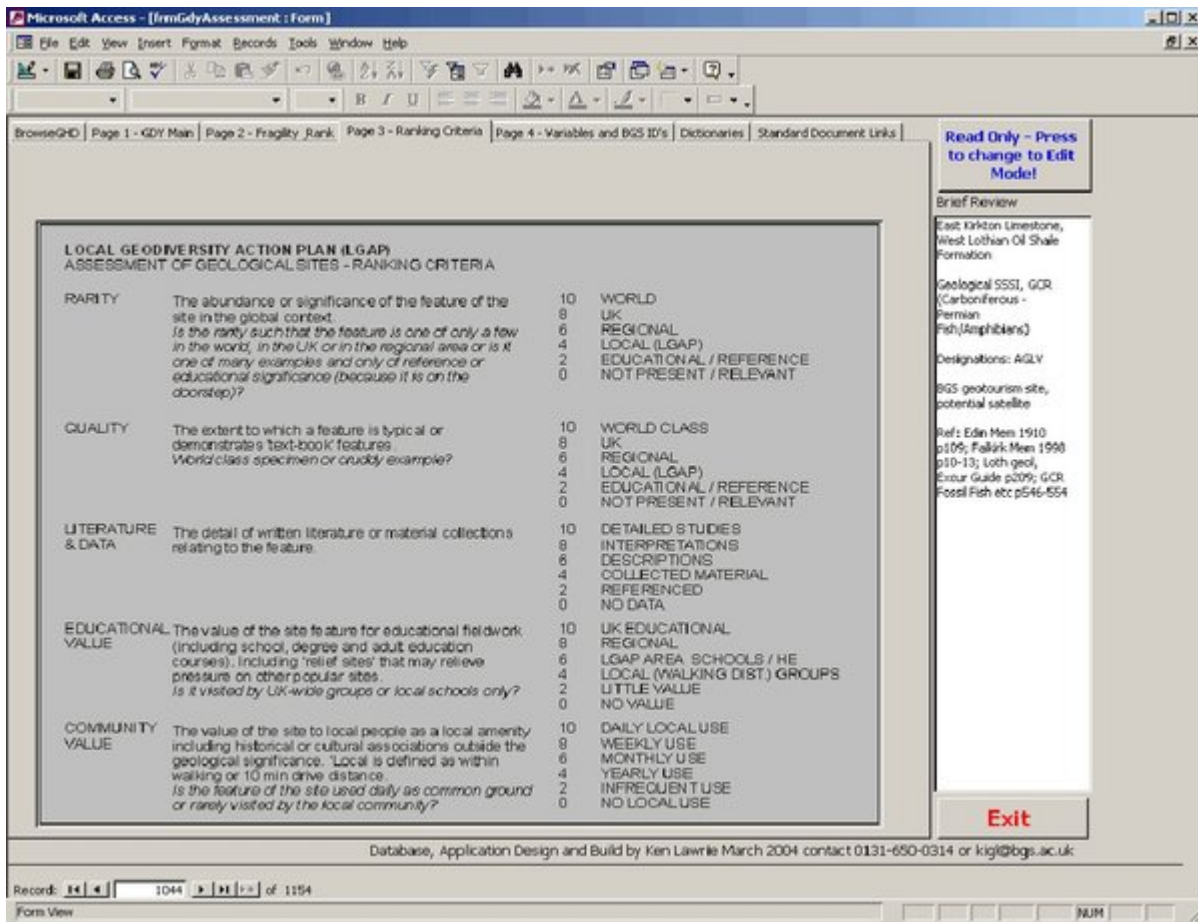 Microsoft Access - [frmGdyAssessment : Form]
File Edit View Insert Format Records Tools Window Help
B I U
BrowseGHD Page 1 - GDY Main Page 2 - Fragility_Rank Page 3 - Ranking Criteria Page 4 - Variables and BGS ID's Dictionaries Standard Document Links
Read Only - Press
to change to Edit
Mode!
LOCAL GEODIVERSITY ACTION PLAN (LGAP)
ASSESSMENT OF GEOLOGICAL SITES - RANKING CRITERIA
RARITY The abundance or significance of the feature of the
site in the global context.
Is the rarity such that the feature is one of only a few
in the world, in the UK or in the regional area or is it
one of many examples and only of reference or
educational significance (because it is on the
doorstep)?
10 WORLD
8 UK
6 REGIONAL
4 LOCAL (LGAP)
2 EDUCATIONAL / REFERENCE
0 NOT PRESENT / RELEVANT
QUALITY The extent to which a feature is typical or
demonstrates 'text-book' features.
World class specimen or cruddy example?
10 WORLD CLASS
8 UK
6 REGIONAL
4 LOCAL (LGAP)
2 EDUCATIONAL / REFERENCE
0 NOT PRESENT / RELEVANT
LITERATURE
& DATA
The detail of written literature or material collections
relating to the feature.
10 DETAILED STUDIES
8 INTERPRETATIONS
6 DESCRIPTIONS
4 COLLECTED MATERIAL
2 REFERENCED
0 NO DATA
EDUCATIONAL
VALUE
The value of the site feature for educational fieldwork
(including school, degree and adult education
courses). Including 'relief sites' that may relieve
pressure on other popular sites.
Is it visited by UK-wide groups or local schools only?
10 UK EDUCATIONAL
8 REGIONAL
6 LGAP AREA SCHOOLS / HE
4 LOCAL (WALKING DIST.) GROUPS
2 LITTLE VALUE
0 NO VALUE
COMMUNITY
VALUE
The value of the site to local people as a local amenity
including historical or cultural associations outside the
geological significance. 'Local is defined as within
walking or 10 min drive distance.
Is the feature of the site used daily as common ground
or rarely visited by the local community?
10 DAILY LOCAL USE
8 WEEKLY USE
6 MONTHLY USE
4 YEARLY USE
2 INFREQUENT USE
0 NO LOCAL USE
Brief Review
East Kirkton Limestone,
West Lothian Oil Shale
Formation
Geological SSSI, GCR
(Carboniferous -
Permian
Fish/Amphibians)
Designations: AGLV
BGS geotourism site,
potential satellite
Ref: Edin Mem 1910
p109; Falkirk Mem 1998
p10-13; Loth geol,
Excur Guide p209; GCR
Fossil Fish etc p546-554
Exit
Database, Application Design and Build by Ken Lawrie March 2004 contact 0131-650-0314 or kigl@bgs.ac.uk
Record: 1044 of 1154
Form View NUM